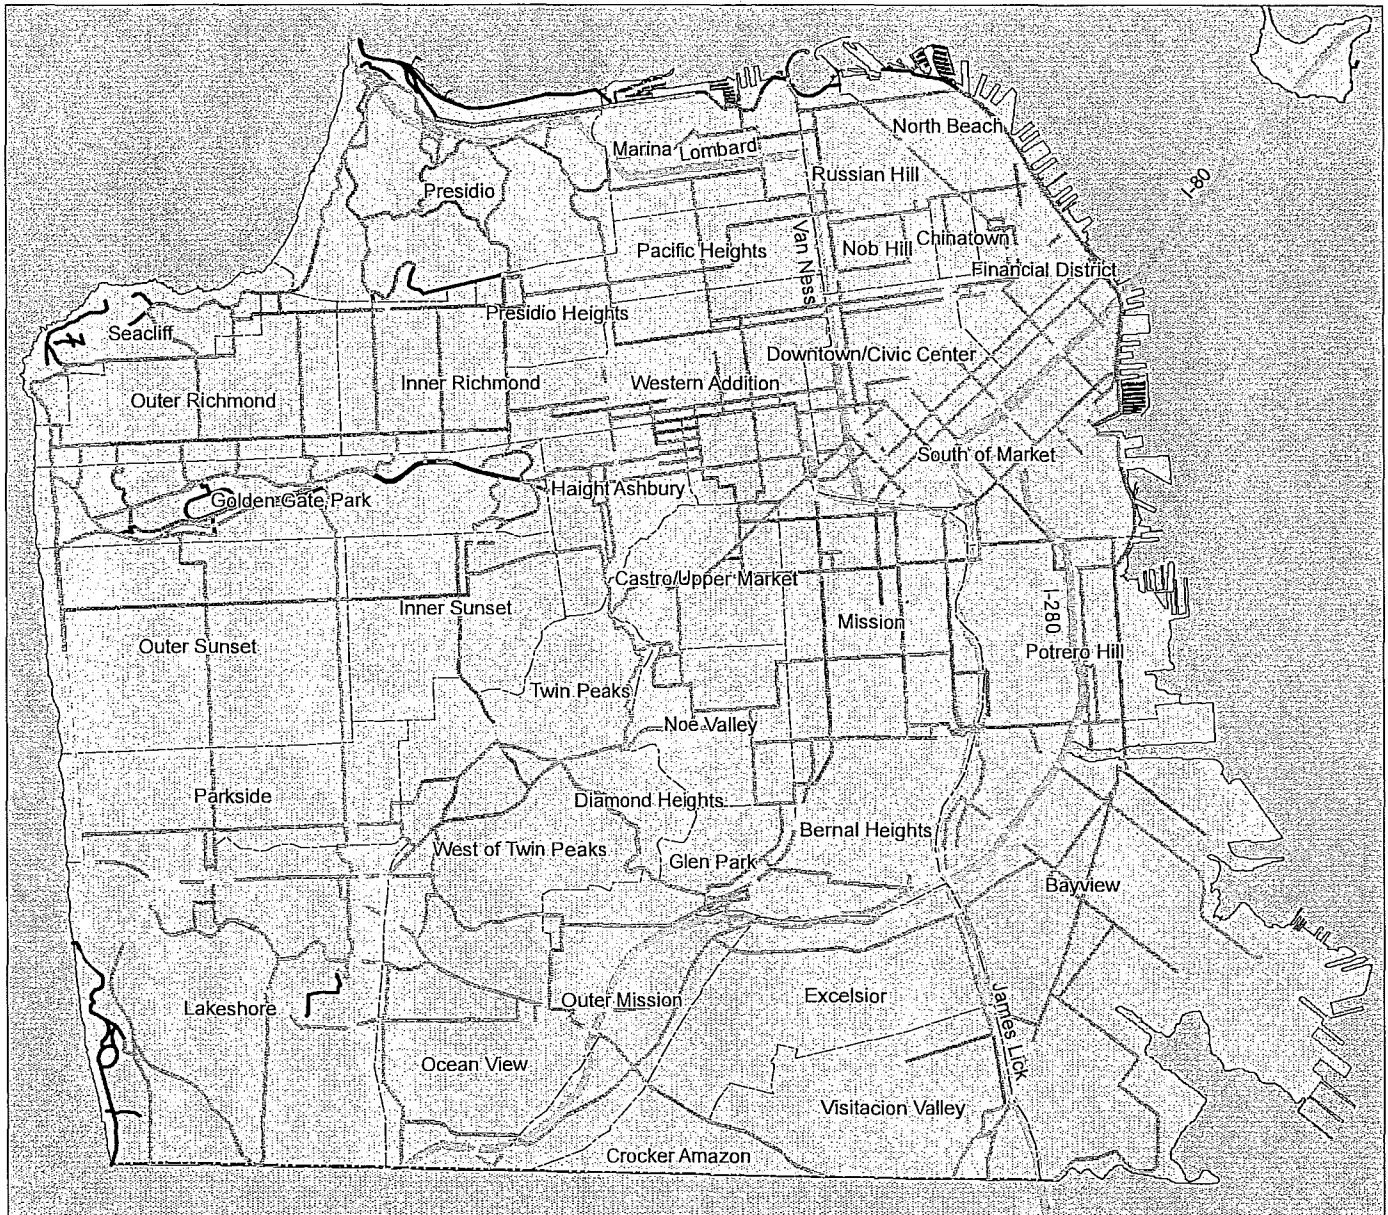 North Beach
Marina
Lombard
Russian Hill
Presidio
I-80
Pacific Heights
Van Ness
Nob Hill
Chinatown
Financial District
Seacliff
Presidio Heights
Downtown/Civic Center
Outer Richmond
Inner Richmond
Western Addition
South of Market
Golden Gate Park
Haight Ashbury
Castro/Upper Market
Inner Sunset
Mission
I-280
Outer Sunset
Potrero Hill
Twin Peaks
Noe Valley
Parkside
Diamond Heights
Bernal Heights
West of Twin Peaks
Glen Park
Bayview
Lakeshore
Outer Mission
Excelsior
James Lick
Ocean View
Visitacion Valley
Crocker Amazon